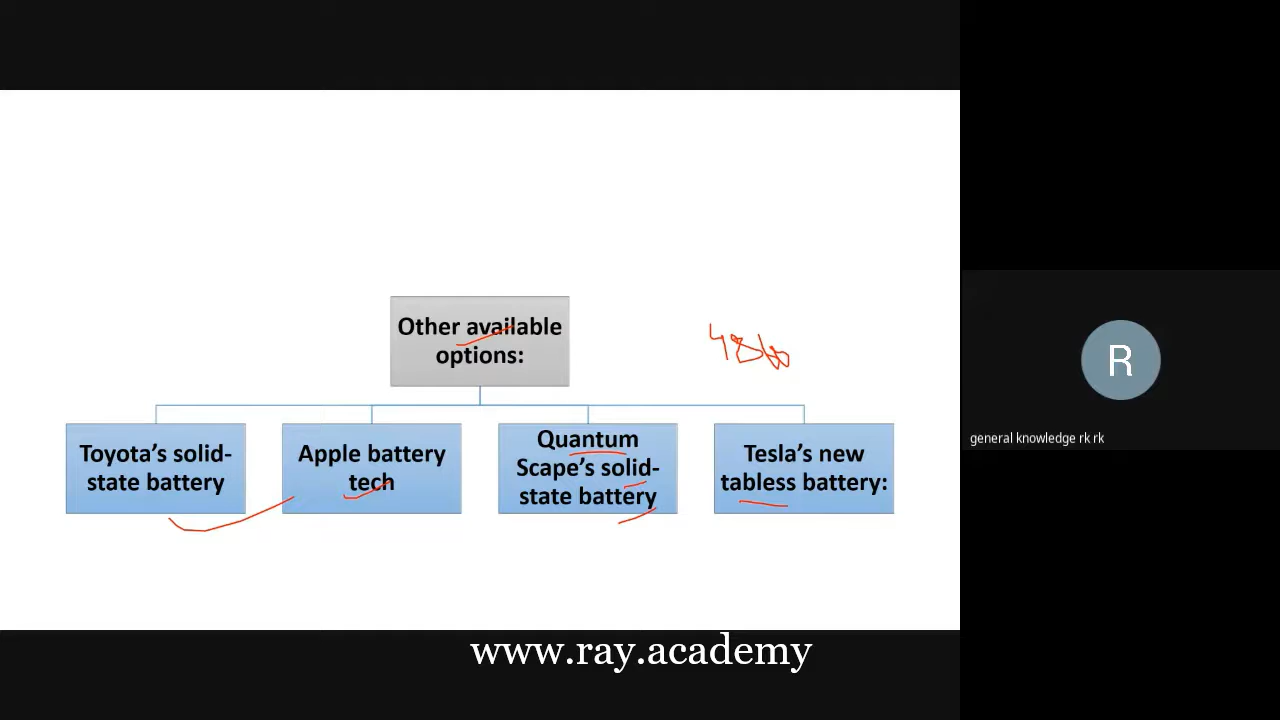 Other available
options:
Toyota’s solid-
state battery
Apple battery
tech
Quantum
Scape’s solid-
state battery
Tesla’s new
tabless battery:
R
general knowledge rk rk
www.ray.academy